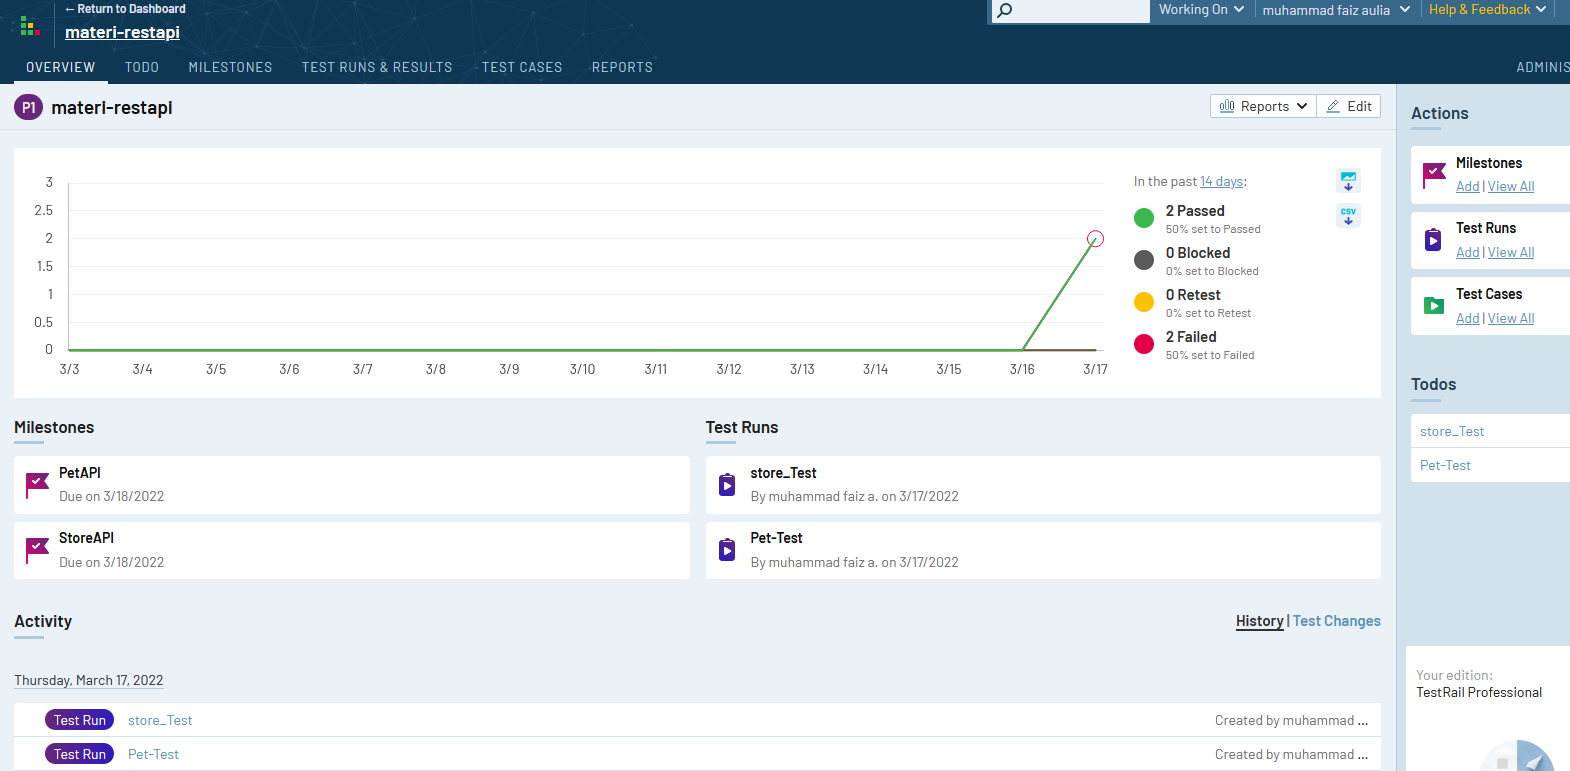 ← Return to Dashboard
materi-restapi
Working On
muhammad faiz aulia
Help & Feedback
OVERVIEW TODO MILESTONES TEST RUNS & RESULTS TEST CASES REPORTS
ADMINIS
P1 materi-restapi
Reports Edit
3
2.5
2
1.5
1
0.5
0
3/3 3/4 3/5 3/6 3/7 3/8 3/9 3/10 3/11 3/12 3/13 3/14 3/15 3/16 3/17
In the past 14 days:
CSV
2 Passed
50% set to Passed
0 Blocked
0% set to Blocked
0 Retest
0% set to Retest
2 Failed
50% set to Failed
Milestones
PetAPI
Due on 3/18/2022
StoreAPI
Due on 3/18/2022
Test Runs
store_Test
By muhammad faiz a. on 3/17/2022
Pet-Test
By muhammad faiz a. on 3/17/2022
Activity
History | Test Changes
Thursday, March 17, 2022
Test Run store_Test Created by muhammad ...
Test Run Pet-Test Created by muhammad ...
Actions
Milestones
Add | View All
Test Runs
Add | View All
Test Cases
Add | View All
Todos
store_Test
Pet-Test
Your edition:
TestRail Professional